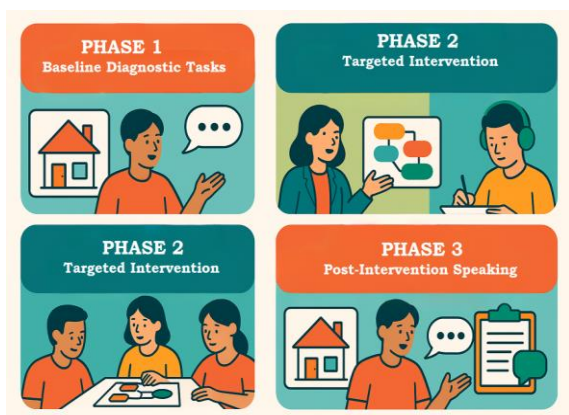 PHASE 1
Baseline Diagnostic Tasks
PHASE 2
Targeted Intervention
PHASE 2
Targeted Intervention
PHASE 3
Post-Intervention Speaking